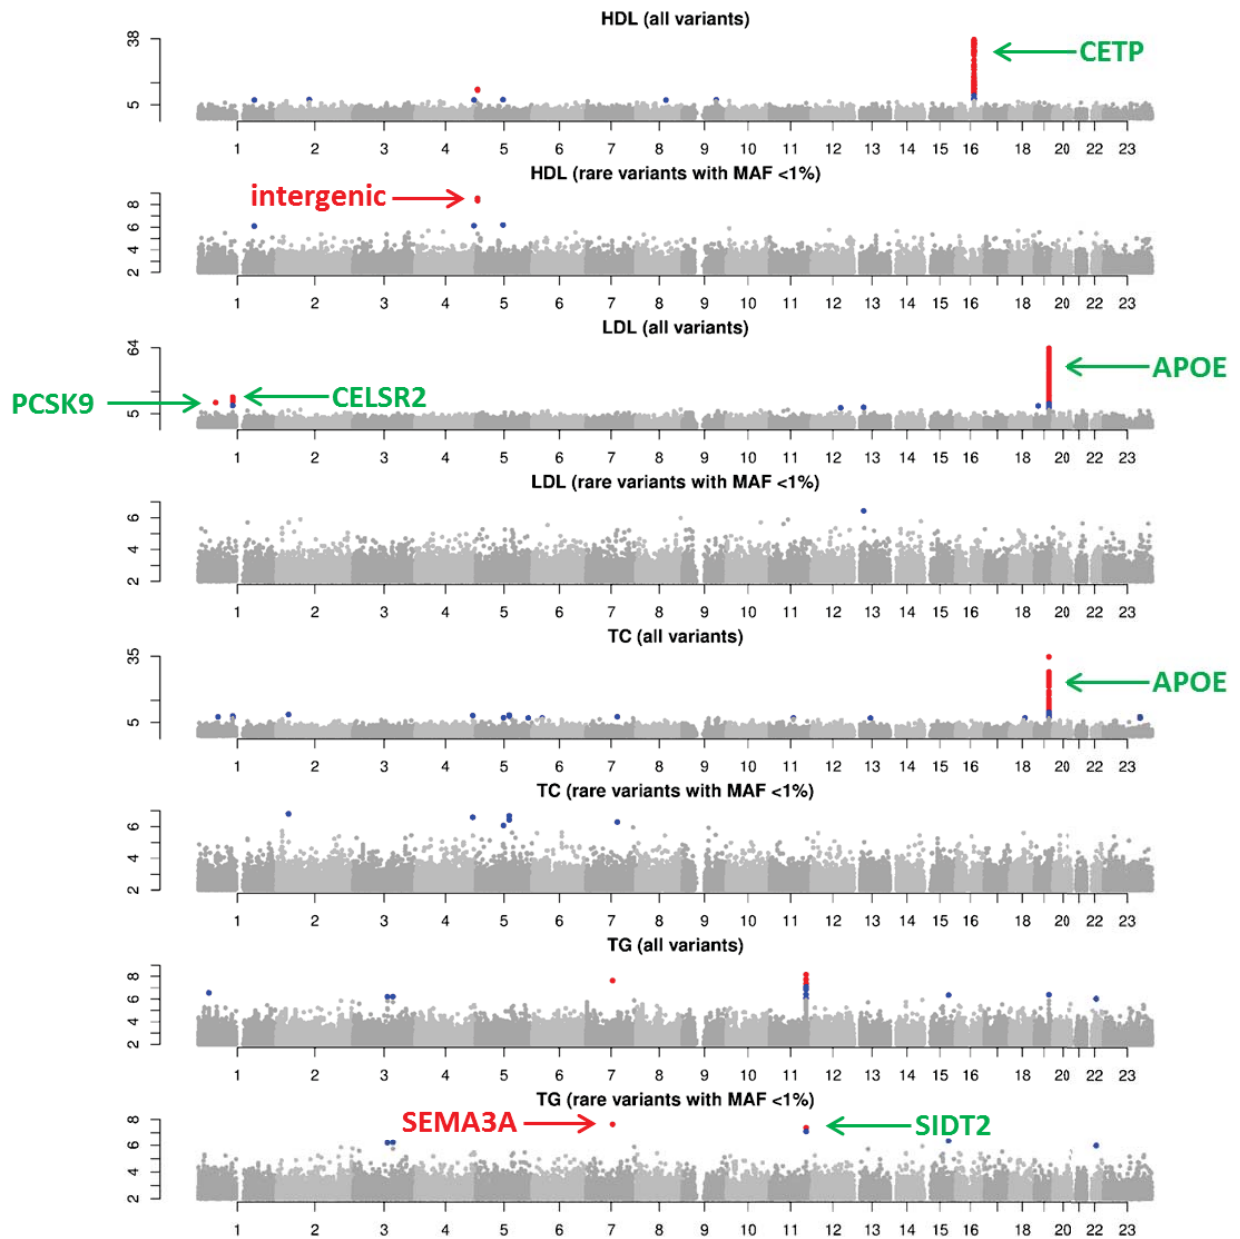 HDL (all variants)
38
5
CETP
1 2 3 4 5 6 7 8 9 10 11 12 13 14 15 16 18 20 22 23
HDL (rare variants with MAF <1%)
intergenic
8
6
4
2
1 2 3 4 5 6 7 8 9 10 11 12 13 14 15 16 18 20 22 23
LDL (all variants)
64
5
APOE
PCSK9
CELSR2
1 2 3 4 5 6 7 8 9 10 11 12 13 14 15 16 18 20 22 23
LDL (rare variants with MAF <1%)
6
4
2
1 2 3 4 5 6 7 8 9 10 11 12 13 14 15 16 18 20 22 23
TC (all variants)
35
5
APOE
1 2 3 4 5 6 7 8 9 10 11 12 13 14 15 16 18 20 22 23
TC (rare variants with MAF <1%)
6
4
2
1 2 3 4 5 6 7 8 9 10 11 12 13 14 15 16 18 20 22 23
TG (all variants)
8
6
4
2
1 2 3 4 5 6 7 8 9 10 11 12 13 14 15 16 18 20 22 23
TG (rare variants with MAF <1%)
SEMA3A
SIDT2
8
6
4
2
1 2 3 4 5 6 7 8 9 10 11 12 13 14 15 16 18 20 22 23